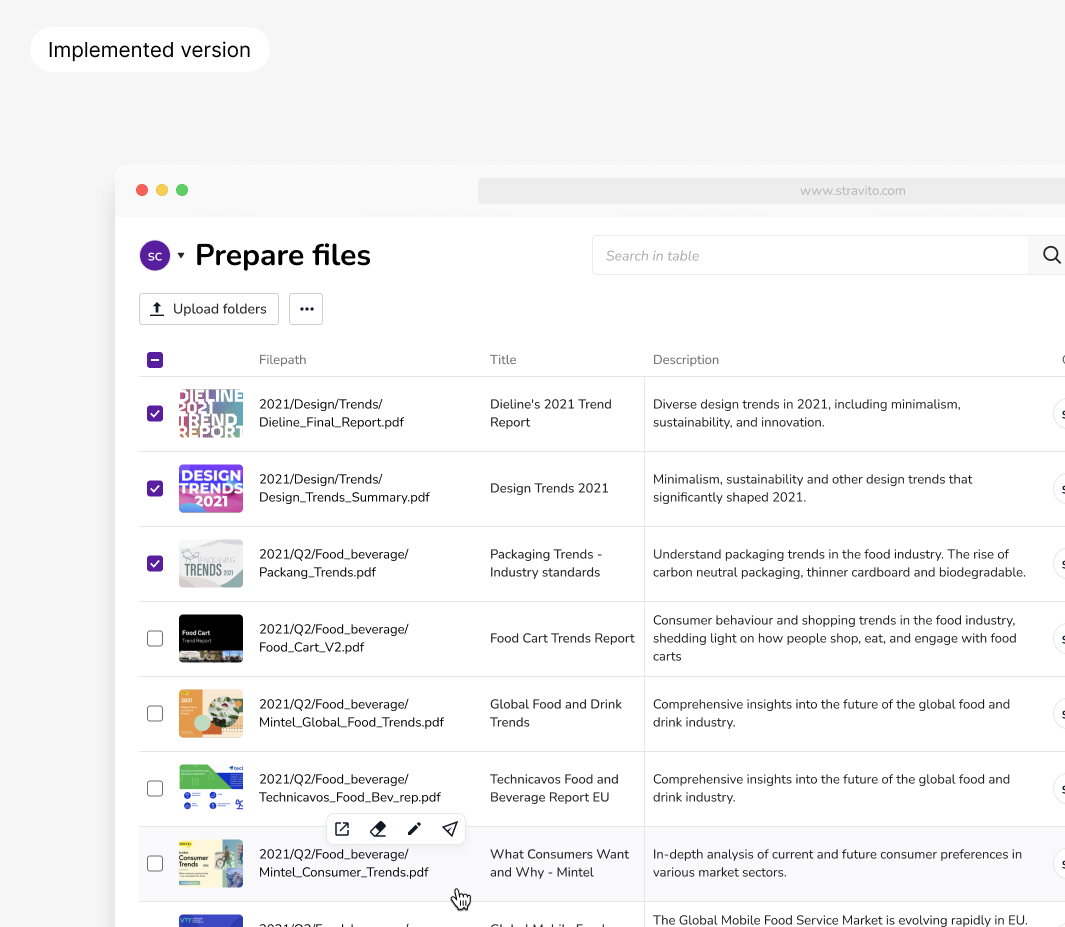 Implemented version
www.stravito.com
SC
Prepare files
Search in table
Upload folders
Filepath
Title
Description
DIELINE
2021
TREND
REPORT
2021/Design/Trends/
Dieline_Final_Report.pdf
Dieline's 2021 Trend
Report
Diverse design trends in 2021, including minimalism,
sustainability, and innovation.
DESIGN
TRENDS
2021
2021/Design/Trends/
Design_Trends_Summary.pdf
Design Trends 2021
Minimalism, sustainability and other design trends that
significantly shaped 2021.
PACKAGING
TRENDS 2021
2021/Q2/Food_beverage/
Packang_Trends.pdf
Packaging Trends -
Industry standards
Understand packaging trends in the food industry. The rise of
carbon neutral packaging, thinner cardboard and biodegradable.
Food Cart
Trend Report
2021/Q2/Food_beverage/
Food_Cart_V2.pdf
Food Cart Trends Report
Consumer behaviour and shopping trends in the food industry,
shedding light on how people shop, eat, and engage with food
carts
2021
2021/Q2/Food_beverage/
Mintel_Global_Food_Trends.pdf
Global Food and Drink
Trends
Comprehensive insights into the future of the global food and
drink industry.
2021/Q2/Food_beverage/
Technicavos_Food_Bev_rep.pdf
Technicavos Food and
Beverage Report EU
Comprehensive insights into the future of the global food and
drink industry.
Consumer
Trends
2021/Q2/Food_beverage/
Mintel_Consumer_Trends.pdf
What Consumers Want
and Why - Mintel
In-depth analysis of current and future consumer preferences in
various market sectors.
2021/Q2/Food_beverage/
Global Mobile Food
The Global Mobile Food Service Market is evolving rapidly in EU.